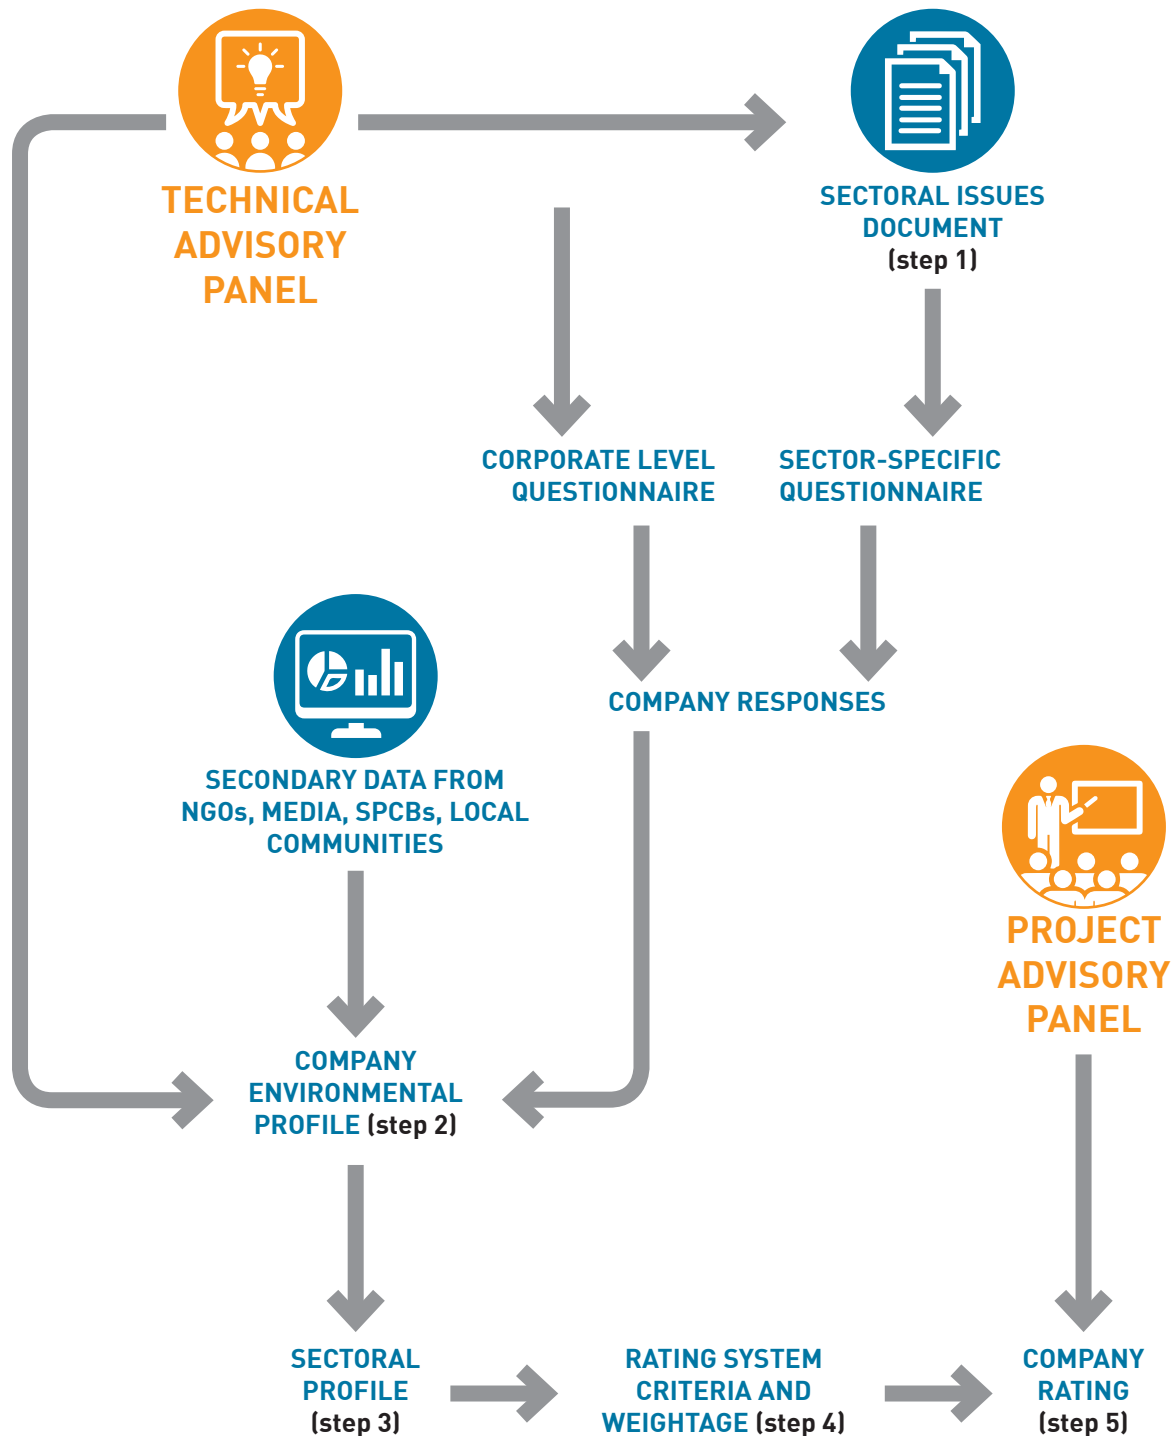 TECHNICAL
ADVISORY
PANEL
SECTORAL ISSUES
DOCUMENT
(step 1)
CORPORATE LEVEL
QUESTIONNAIRE
SECTOR-SPECIFIC
QUESTIONNAIRE
COMPANY RESPONSES
SECONDARY DATA FROM
NGOs, MEDIA, SPCBs, LOCAL
COMMUNITIES
PROJECT
ADVISORY
PANEL
COMPANY
ENVIRONMENTAL
PROFILE (step 2)
SECTORAL
PROFILE
(step 3)
RATING SYSTEM
CRITERIA AND
WEIGHTAGE (step 4)
COMPANY
RATING
(step 5)